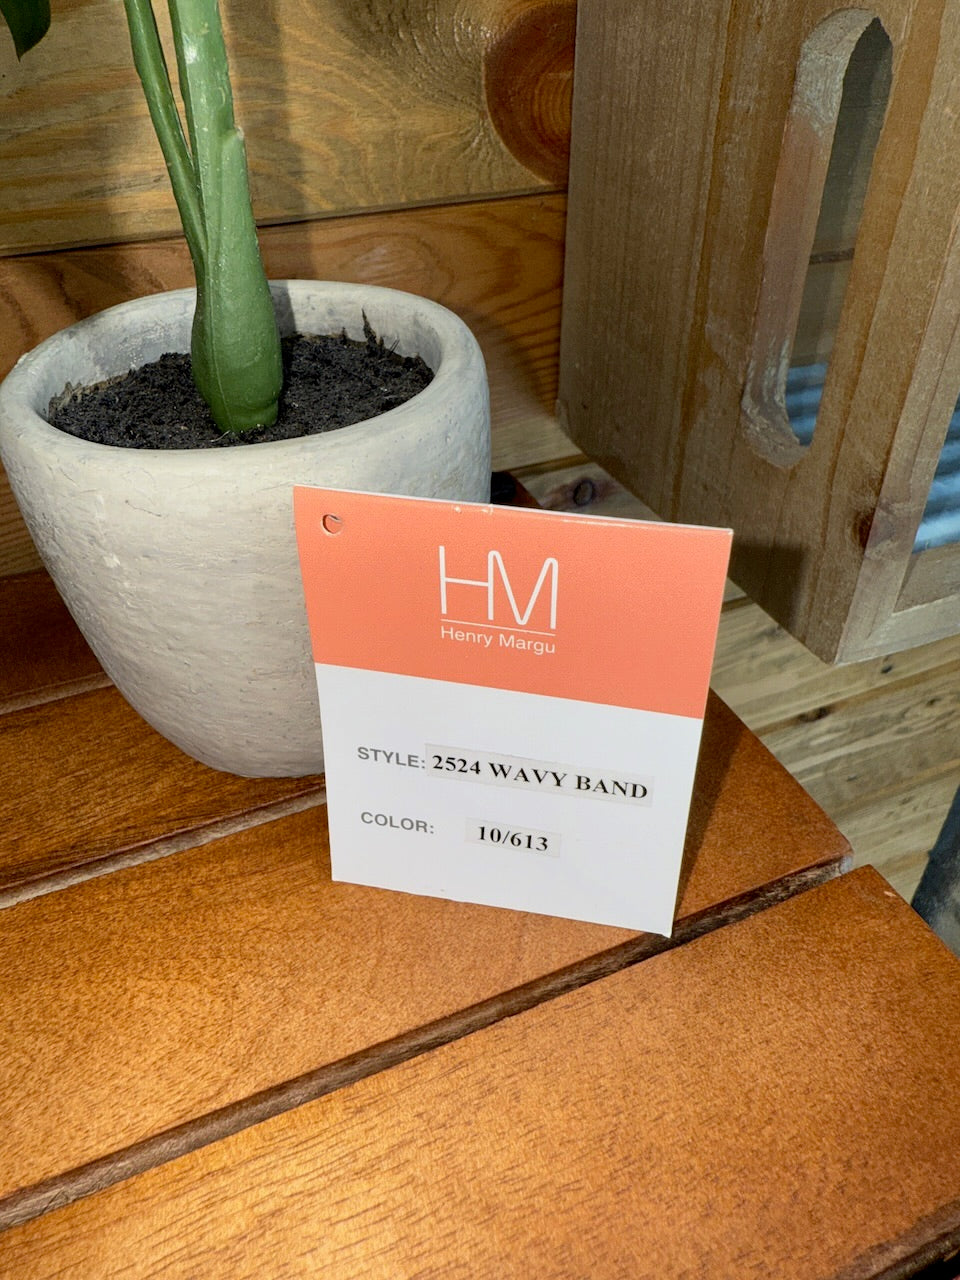 HM
Henry Margu
STYLE: 2524 WAVY BAND
COLOR: 10/613